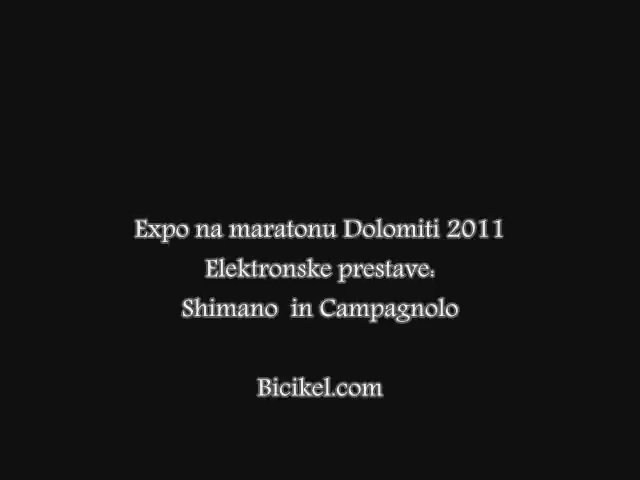 Expo na maratonu Dolomiti 2011
Elektronske prestave:
Shimano in Campagnolo
Bicikel.com